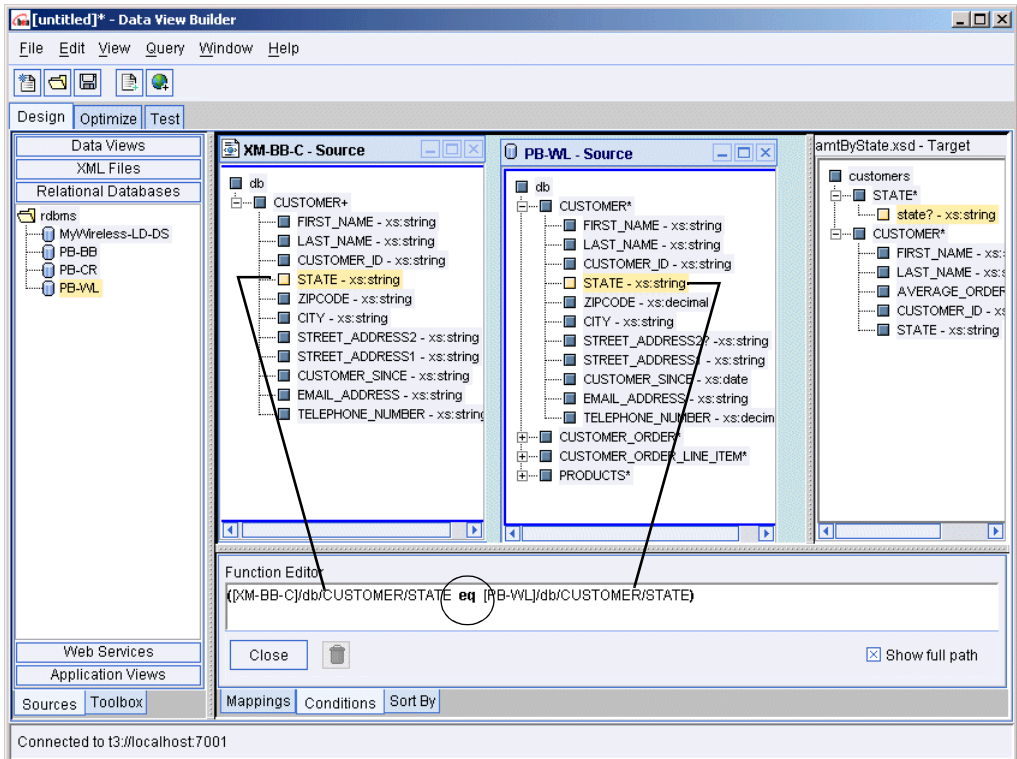 [untitled]* - Data View Builder
File Edit View Query Window Help
Design Optimize Test
Data Views
XML Files
Relational Databases
rdbms
MyWireless-LD-DS
PB-BB
PB-CR
PB-WL
Web Services
Application Views
Sources Toolbox
XM-BB-C - Source
db
CUSTOMER+
FIRST_NAME - xs:string
LAST_NAME - xs:string
CUSTOMER_ID - xs:string
STATE - xs:string
ZIPCODE - xs:string
CITY - xs:string
STREET_ADDRESS2 - xs:string
STREET_ADDRESS1 - xs:string
CUSTOMER_SINCE - xs:string
EMAIL_ADDRESS - xs:string
TELEPHONE_NUMBER - xs:string
PB-WL - Source
db
CUSTOMER*
FIRST_NAME - xs:string
LAST_NAME - xs:string
CUSTOMER_ID - xs:string
STATE - xs:string
ZIPCODE - xs:decimal
CITY - xs:string
STREET_ADDRESS2? -xs:string
STREET_ADDRESS1 - xs:string
CUSTOMER_SINCE - xs:date
EMAIL_ADDRESS - xs:string
TELEPHONE_NUMBER - xs:decim
CUSTOMER_ORDER*
CUSTOMER_ORDER_LINE_ITEM*
PRODUCTS*
amtByState.xsd - Target
customers
STATE*
state? - xs:string
CUSTOMER*
FIRST_NAME - xs:
LAST_NAME - xs:s
AVERAGE_ORDER
CUSTOMER_ID - xs
STATE - xs:string
Function Editor
([XM-BB-C]/db/CUSTOMER/STATE eq [PB-WL]/db/CUSTOMER/STATE)
Close
Show full path
Mappings Conditions Sort By
Connected to t3://localhost:7001